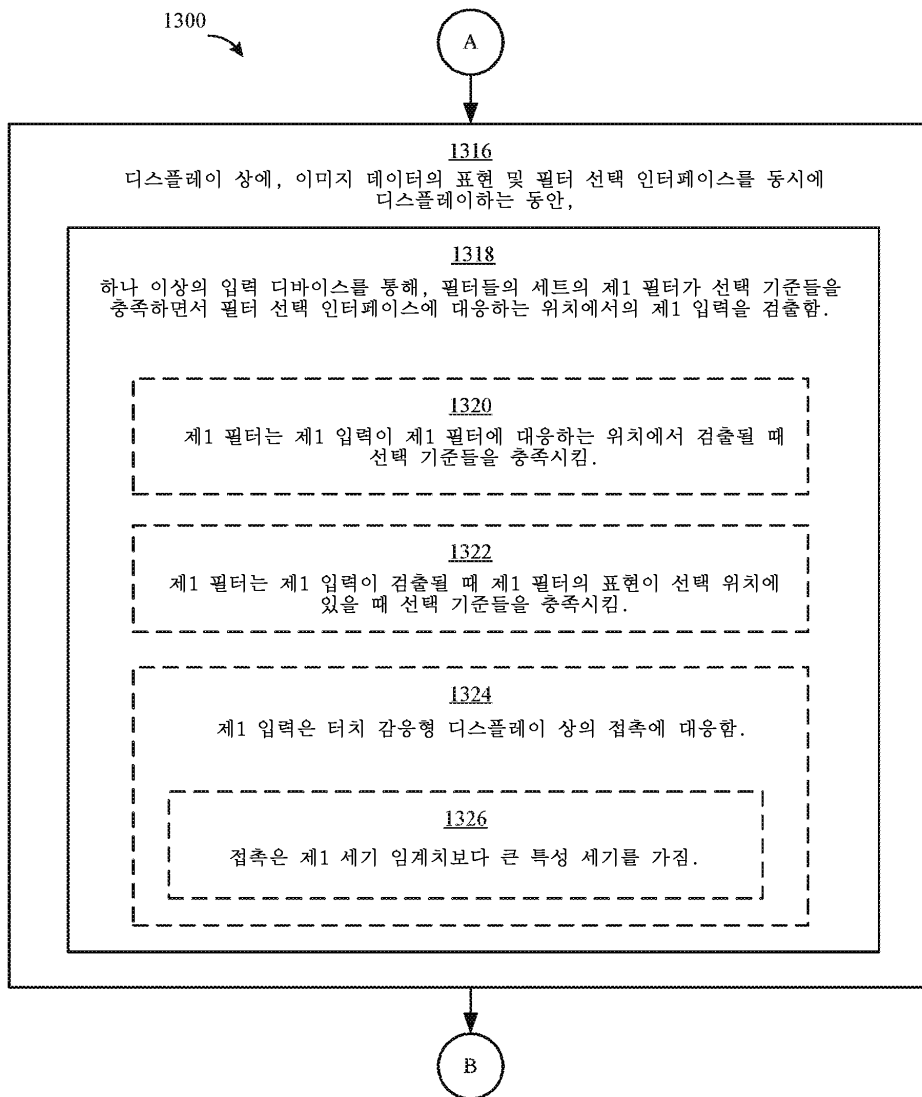 1300
A
1316
디스플레이 상에, 이미지 데이터의 표현 및 필터 선택 인터페이스를 동시에
디스플레이하는 동안,
1318
하나 이상의 입력 디바이스를 통해, 필터들의 세트의 제1 필터가 선택 기준들을
충족하면서 필터 선택 인터페이스에 대응하는 위치에서의 제1 입력을 검출함.
1320
제1 필터는 제1 입력이 제1 필터에 대응하는 위치에서 검출될 때
선택 기준들을 충족시킴.
1322
제1 필터는 제1 입력이 검출될 때 제1 필터의 표현이 선택 위치에
있을 때 선택 기준들을 충족시킴.
1324
제1 입력은 터치 감응형 디스플레이 상의 접촉에 대응함.
1326
접촉은 제1 세기 임계치보다 큰 특성 세기를 가짐.
B